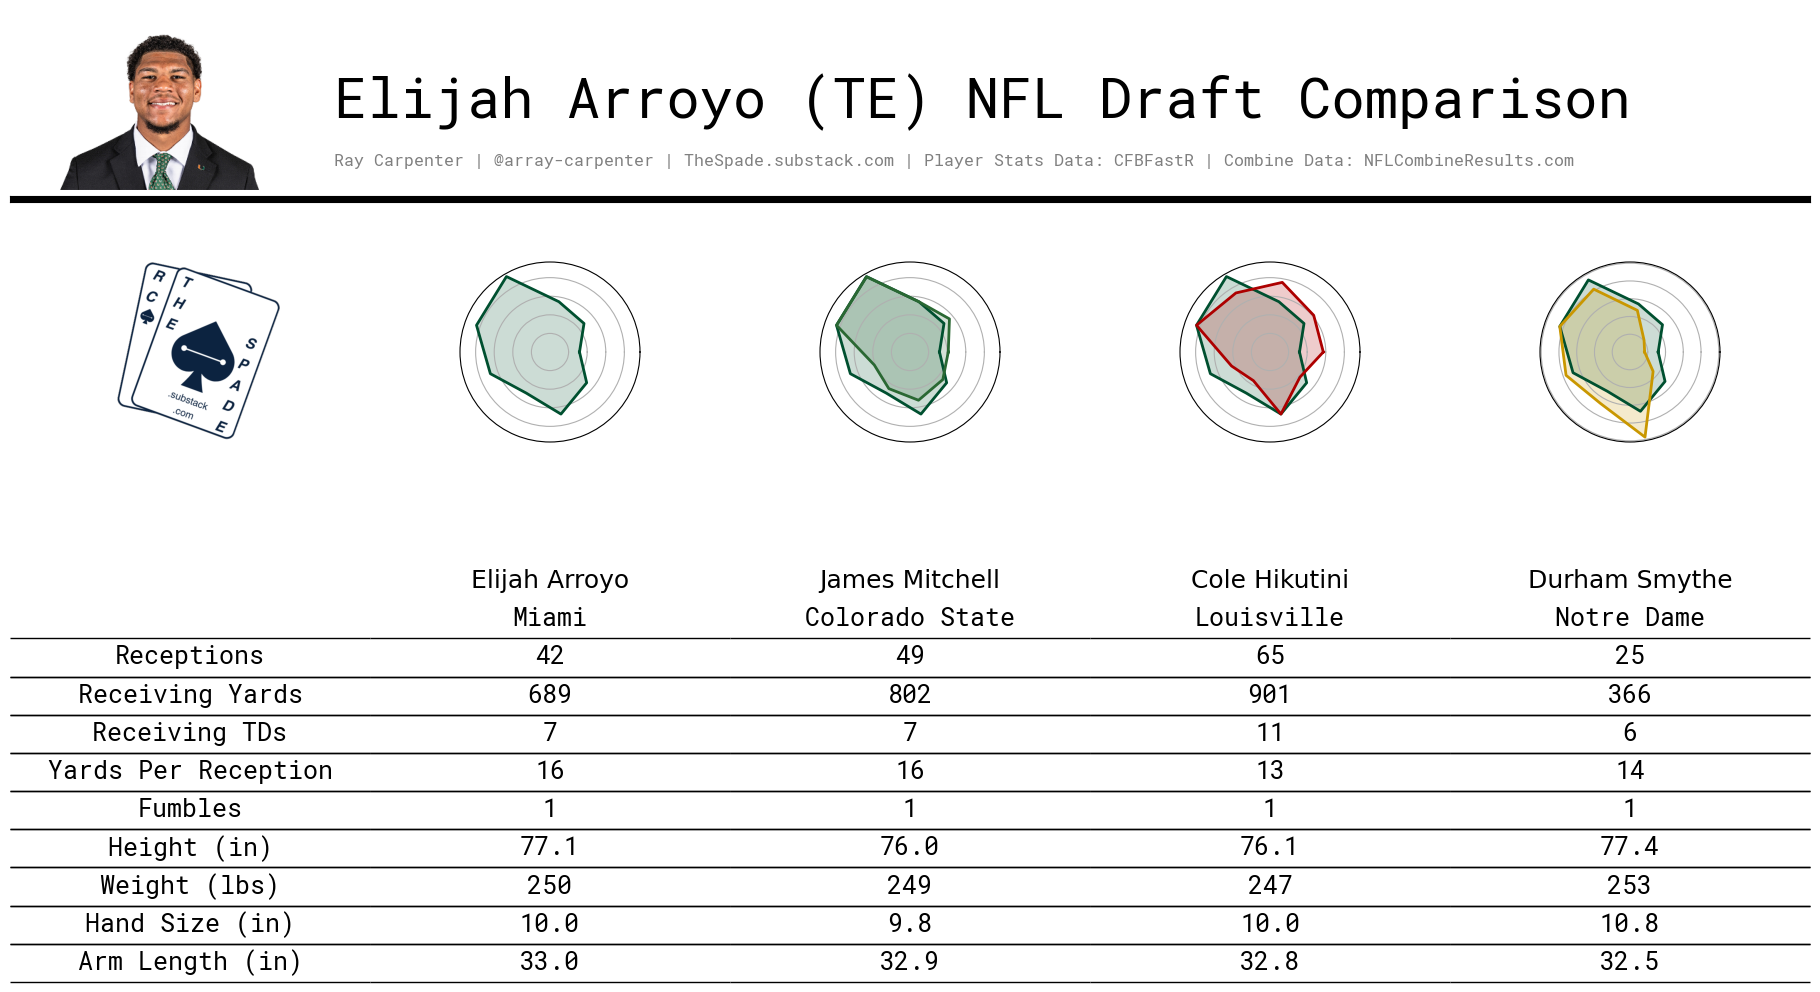 Elijah Arroyo (TE) NFL Draft Comparison
Ray Carpenter | @array-carpenter | TheSpade.substack.com | Player Stats Data: CFBFastR | Combine Data: NFLCombineResults.com
RC
THE
SPADE
.substack
.com
Elijah Arroyo James Mitchell Cole Hikutini Durham Smythe
Miami Colorado State Louisville Notre Dame
Receptions 42 49 65 25
Receiving Yards 689 802 901 366
Receiving TDs 7 7 11 6
Yards Per Reception 16 16 13 14
Fumbles 1 1 1 1
Height (in) 77.1 76.0 76.1 77.4
Weight (lbs) 250 249 247 253
Hand Size (in) 10.0 9.8 10.0 10.8
Arm Length (in) 33.0 32.9 32.8 32.5